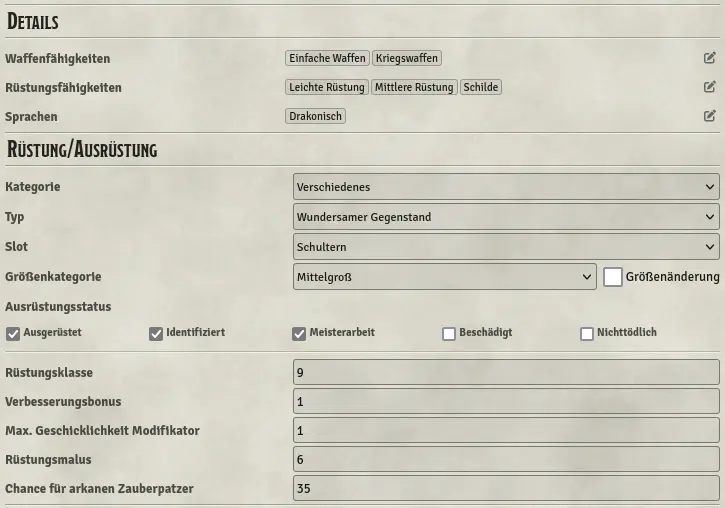 Details
Waffenfähigkeiten Einfache Waffen Kriegswaffen
Rüstungsfähigkeiten Leichte Rüstung Mittlere Rüstung Schilde
Sprachen Drakonisch
Rüstung/Ausrüstung
Kategorie Verschiedenes
Typ Wundersamer Gegenstand
Slot Schultern
Größenkategorie Mittelgroß Größenänderung
Ausrüstungsstatus
Ausgerüstet Identifiziert Meisterarbeit Beschädigt Nichttödlich
Rüstungsklasse 9
Verbesserungsbonus 1
Max. Geschicklichkeit Modifikator 1
Rüstungsmalus 6
Chance für arkanen Zauberpatzer 35